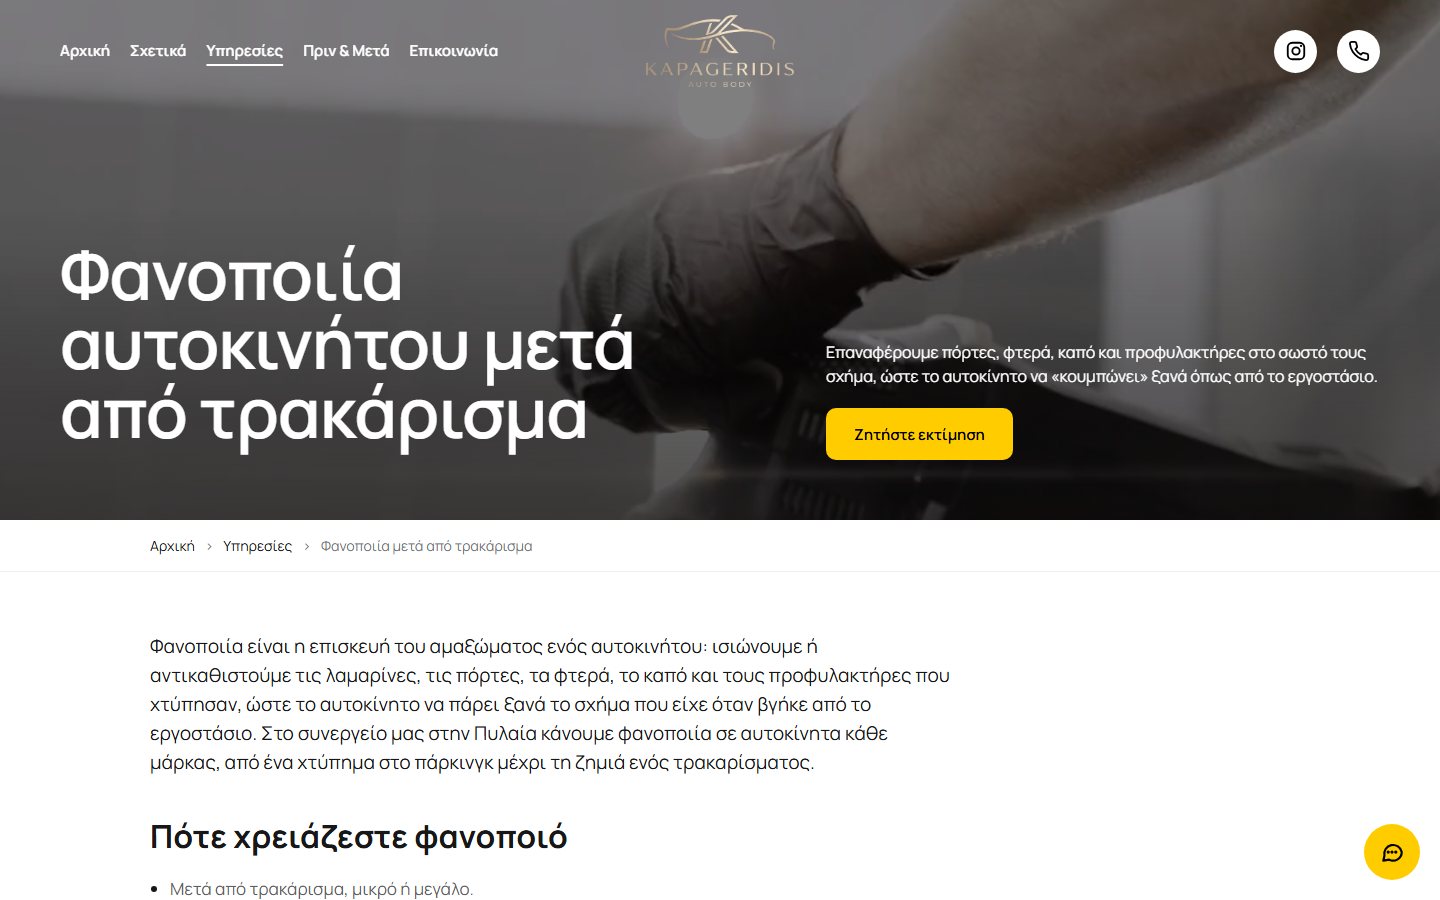 Αρχική Σχετικά Υπηρεσίες Πριν & Μετά Επικοινωνία
KAPAGERIDIS
AUTO BODY
Φανοποιία
αυτοκινήτου μετά
από τρακάρισμα
Επαναφέρουμε πόρτες, φτερά, καπό και προφυλακτήρες στο σωστό τους
σχήμα, ώστε το αυτοκίνητο να «κουμπώνει» ξανά όπως από το εργοστάσιο.
Ζητήστε εκτίμηση
Αρχική › Υπηρεσίες › Φανοποιία μετά από τρακάρισμα
Φανοποιία είναι η επισκευή του αμαξώματος ενός αυτοκινήτου: ισιώνουμε ή
αντικαθιστούμε τις λαμαρίνες, τις πόρτες, τα φτερά, το καπό και τους προφυλακτήρες που
χτύπησαν, ώστε το αυτοκίνητο να πάρει ξανά το σχήμα που είχε όταν βγήκε από το
εργοστάσιο. Στο συνεργείο μας στην Πυλαία κάνουμε φανοποιία σε αυτοκίνητα κάθε
μάρκας, από ένα χτύπημα στο πάρκινγκ μέχρι τη ζημιά ενός τρακαρίσματος.
Πότε χρειάζεστε φανοποιό
• Μετά από τρακάρισμα, μικρό ή μεγάλο.